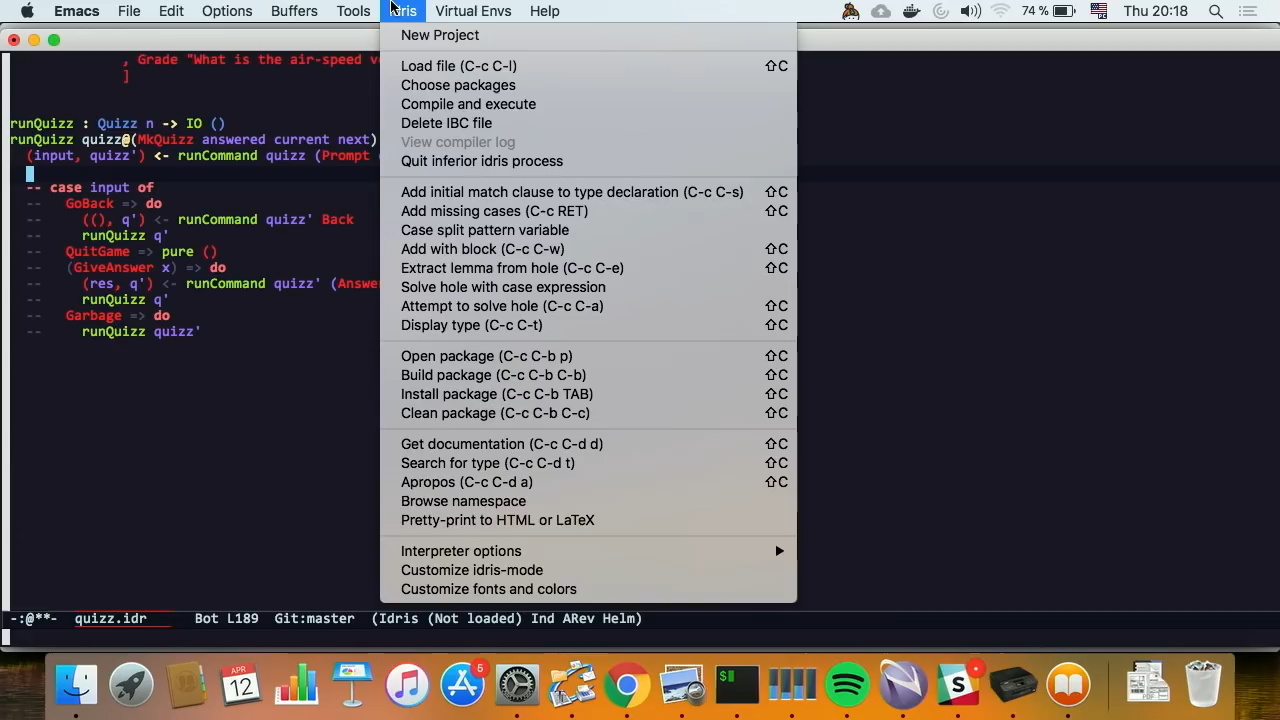 Emacs File Edit Options Buffers Tools Idris Virtual Envs Help 74 % Thu 20:18
, Grade "What is the air-speed v
]
runQuizz : Quizz n -> IO ()
runQuizz quizz@(MkQuizz answered current next)
(input, quizz') <- runCommand quizz (Prompt
-- case input of
-- GoBack => do
-- ((), q') <- runCommand quizz' Back
-- runQuizz q'
-- QuitGame => pure ()
-- (GiveAnswer x) => do
-- (res, q') <- runCommand quizz' (Answe
-- runQuizz q'
-- Garbage => do
-- runQuizz quizz'
New Project
Load file (C-c C-l) ⇧C
Choose packages
Compile and execute
Delete IBC file
View compiler log
Quit inferior idris process
Add initial match clause to type declaration (C-c C-s) ⇧C
Add missing cases (C-c RET) ⇧C
Case split pattern variable
Add with block (C-c C-w) ⇧C
Extract lemma from hole (C-c C-e) ⇧C
Solve hole with case expression
Attempt to solve hole (C-c C-a) ⇧C
Display type (C-c C-t) ⇧C
Open package (C-c C-b p) ⇧C
Build package (C-c C-b C-b) ⇧C
Install package (C-c C-b TAB) ⇧C
Clean package (C-c C-b C-c) ⇧C
Get documentation (C-c C-d d) ⇧C
Search for type (C-c C-d t) ⇧C
Apropos (C-c C-d a) ⇧C
Browse namespace
Pretty-print to HTML or LaTeX
Interpreter options
Customize idris-mode
Customize fonts and colors
-:@**- quizz.idr Bot L189 Git:master (Idris (Not loaded) Ind ARev Helm)
APR
12
5
$
S